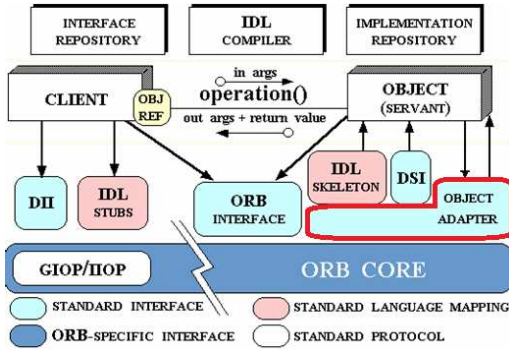 INTERFACE
REPOSITORY
IDL
COMPILER
IMPLEMENTATION
REPOSITORY
CLIENT
OBJ
REF
in args
operation()
out args + return value
OBJECT
(SERVANT)
DII
IDL
STUBS
ORB
INTERFACE
IDL
SKELETON
DSI
OBJECT
ADAPTER
GIOP/IIOP
ORB CORE
STANDARD INTERFACE
STANDARD LANGUAGE MAPPING
ORB-SPECIFIC INTERFACE
STANDARD PROTOCOL